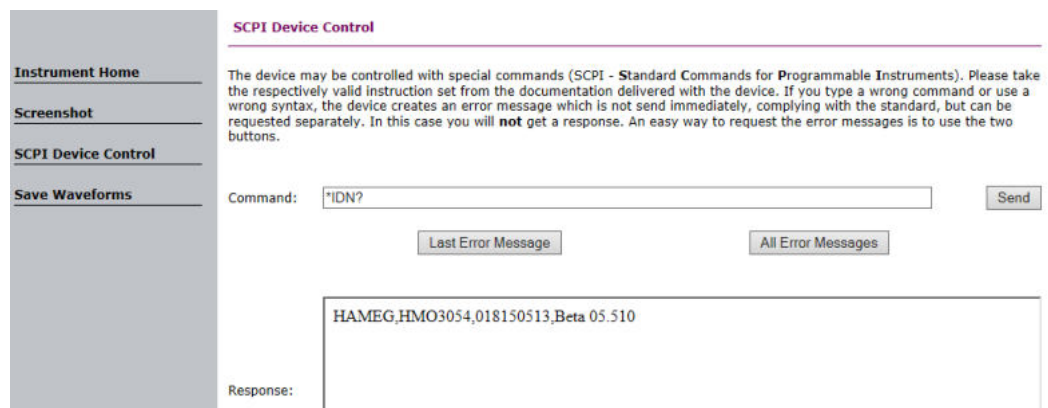 SCPI Device Control
Instrument Home
Screenshot
SCPI Device Control
Save Waveforms
The device may be controlled with special commands (SCPI - Standard Commands for Programmable Instruments). Please take
the respectively valid instruction set from the documentation delivered with the device. If you type a wrong command or use a
wrong syntax, the device creates an error message which is not send immediately, complying with the standard, but can be
requested separately. In this case you will not get a response. An easy way to request the error messages is to use the two
buttons.
Command: *IDN? Send
Last Error Message All Error Messages
HAMEG,HMO3054,018150513,Beta 05.510
Response: